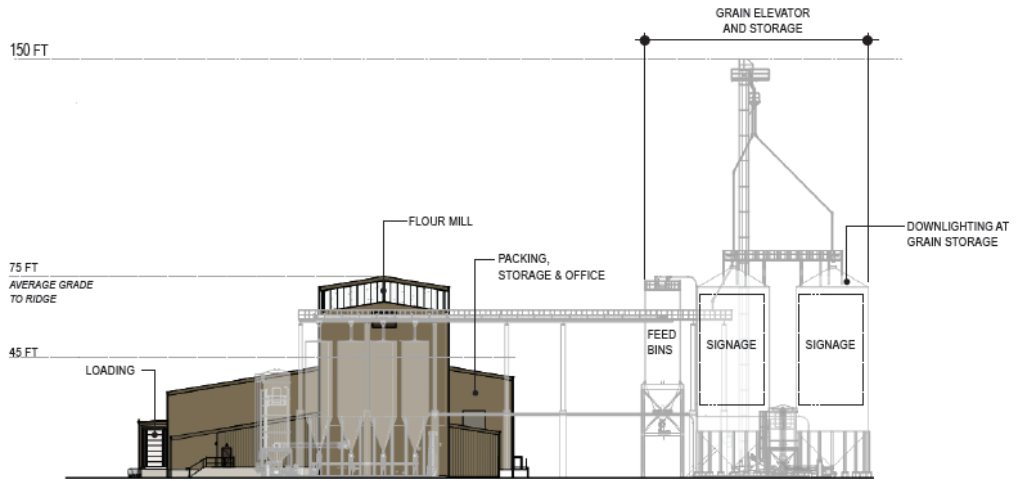 GRAIN ELEVATOR
AND STORAGE
150 FT
FLOUR MILL
DOWNLIGHTING AT
GRAIN STORAGE
PACKING,
STORAGE & OFFICE
75 FT
AVERAGE GRADE
TO RIDGE
FEED
BINS
SIGNAGE
SIGNAGE
45 FT
LOADING